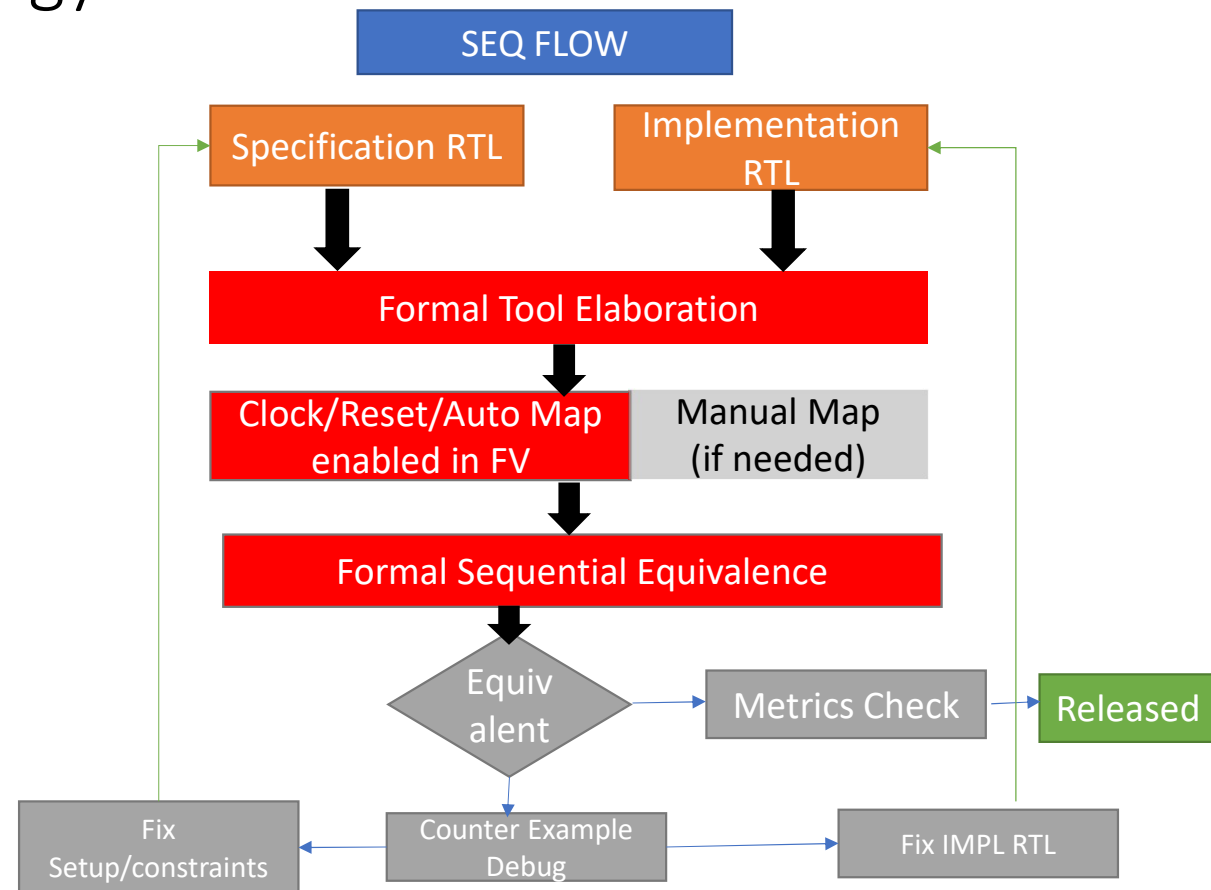 SEQ FLOW
Specification RTL
Implementation
RTL
Formal Tool Elaboration
Clock/Reset/Auto Map
enabled in FV
Manual Map
(if needed)
Formal Sequential Equivalence
Equiv
alent
Metrics Check
Released
Fix
Setup/constraints
Counter Example
Debug
Fix IMPL RTL